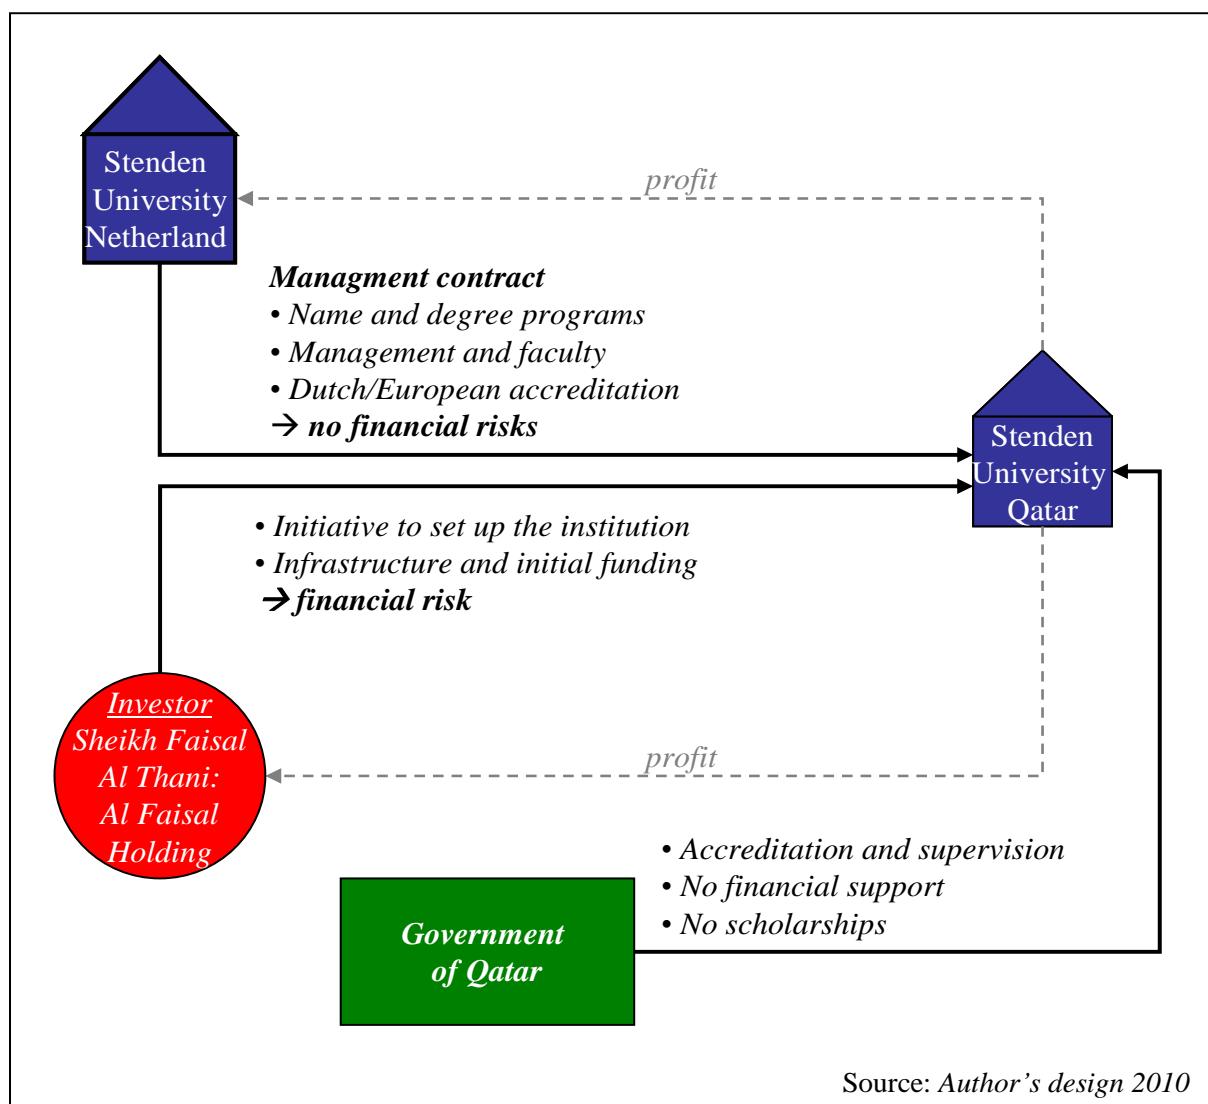 Stenden
University
Netherland
profit
Managment contract
• Name and degree programs
• Management and faculty
• Dutch/European accreditation
→ no financial risks
Stenden
University
Qatar
• Initiative to set up the institution
• Infrastructure and initial funding
→ financial risk
Investor
Sheikh Faisal
Al Thani:
Al Faisal
Holding
profit
• Accreditation and supervision
• No financial support
• No scholarships
Government
of Qatar
Source: Author’s design 2010